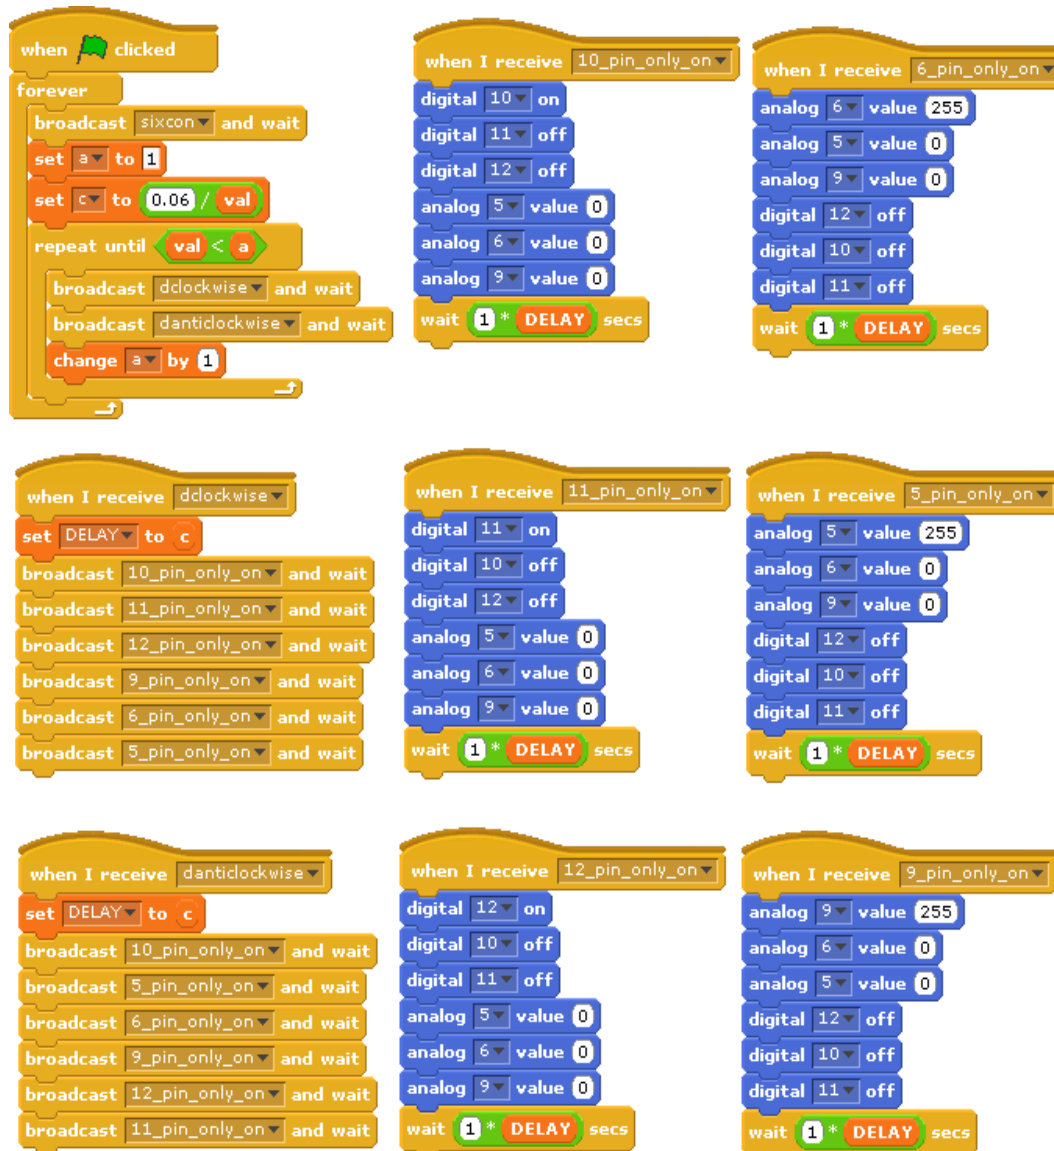 when clicked
forever
broadcast sixcon and wait
set a to 1
set c to 0.06 / val
repeat until val < a
broadcast dclockwise and wait
broadcast danticlockwise and wait
change a by 1
when I receive 10_pin_only_on
digital 10 on
digital 11 off
digital 12 off
analog 5 value 0
analog 6 value 0
analog 9 value 0
wait 1 * DELAY secs
when I receive 6_pin_only_on
analog 6 value 255
analog 5 value 0
analog 9 value 0
digital 12 off
digital 10 off
digital 11 off
wait 1 * DELAY secs
when I receive dclockwise
set DELAY to c
broadcast 10_pin_only_on and wait
broadcast 11_pin_only_on and wait
broadcast 12_pin_only_on and wait
broadcast 9_pin_only_on and wait
broadcast 6_pin_only_on and wait
broadcast 5_pin_only_on and wait
when I receive 11_pin_only_on
digital 11 on
digital 10 off
digital 12 off
analog 5 value 0
analog 6 value 0
analog 9 value 0
wait 1 * DELAY secs
when I receive 5_pin_only_on
analog 5 value 255
analog 6 value 0
analog 9 value 0
digital 12 off
digital 10 off
digital 11 off
wait 1 * DELAY secs
when I receive danticlockwise
set DELAY to c
broadcast 10_pin_only_on and wait
broadcast 5_pin_only_on and wait
broadcast 6_pin_only_on and wait
broadcast 9_pin_only_on and wait
broadcast 12_pin_only_on and wait
broadcast 11_pin_only_on and wait
when I receive 12_pin_only_on
digital 12 on
digital 10 off
digital 11 off
analog 5 value 0
analog 6 value 0
analog 9 value 0
wait 1 * DELAY secs
when I receive 9_pin_only_on
analog 9 value 255
analog 6 value 0
analog 5 value 0
digital 12 off
digital 10 off
digital 11 off
wait 1 * DELAY secs